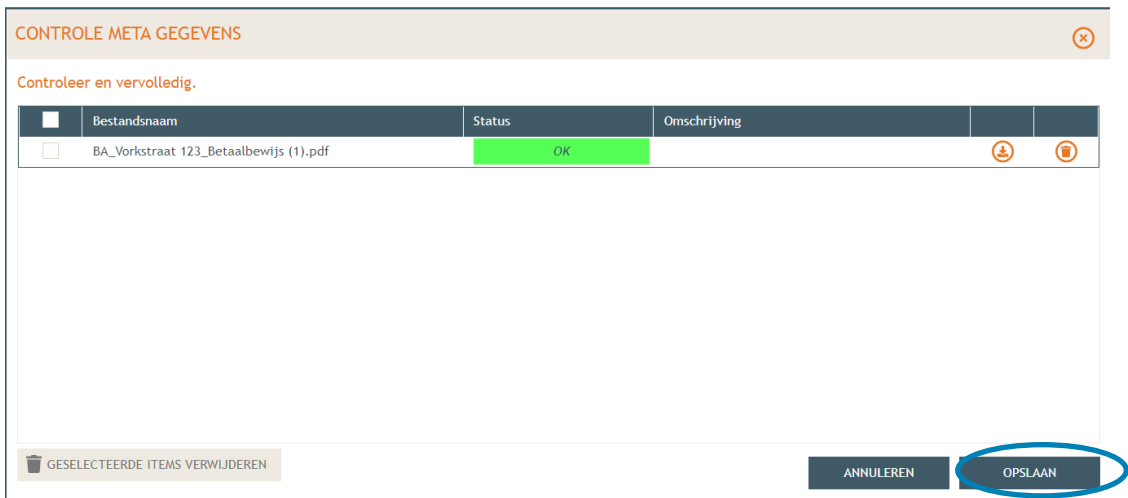 CONTROLE META GEGEVENS
Controleer en vervolledig.
Bestandsnaam Status Omschrijving
BA_Vorkstraat 123_Betaalbewijs (1).pdf OK
GESELECTEERDE ITEMS VERWIJDEREN
ANNULEREN OPSLAAN